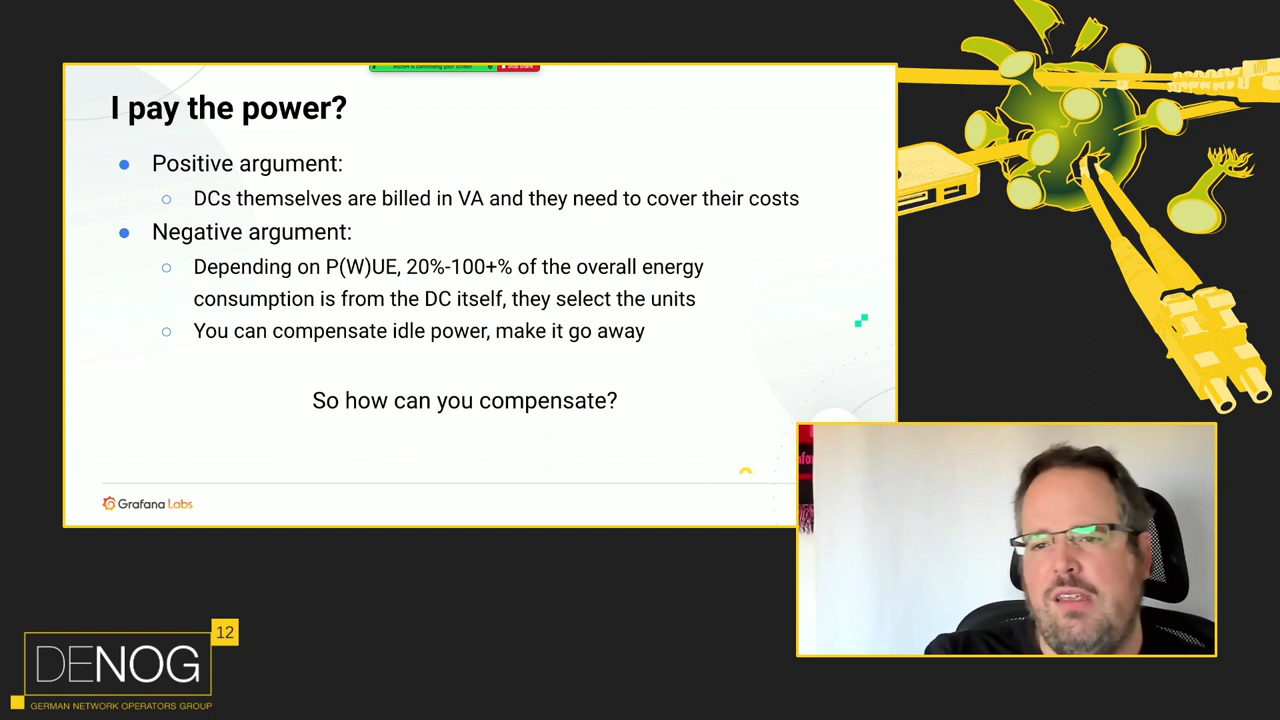 I pay the power?
● Positive argument:
○ DCs themselves are billed in VA and they need to cover their costs
● Negative argument:
○ Depending on P(W)UE, 20%-100+% of the overall energy
consumption is from the DC itself, they select the units
○ You can compensate idle power, make it go away
So how can you compensate?
Grafana Labs
12
DENOG
GERMAN NETWORK OPERATORS GROUP